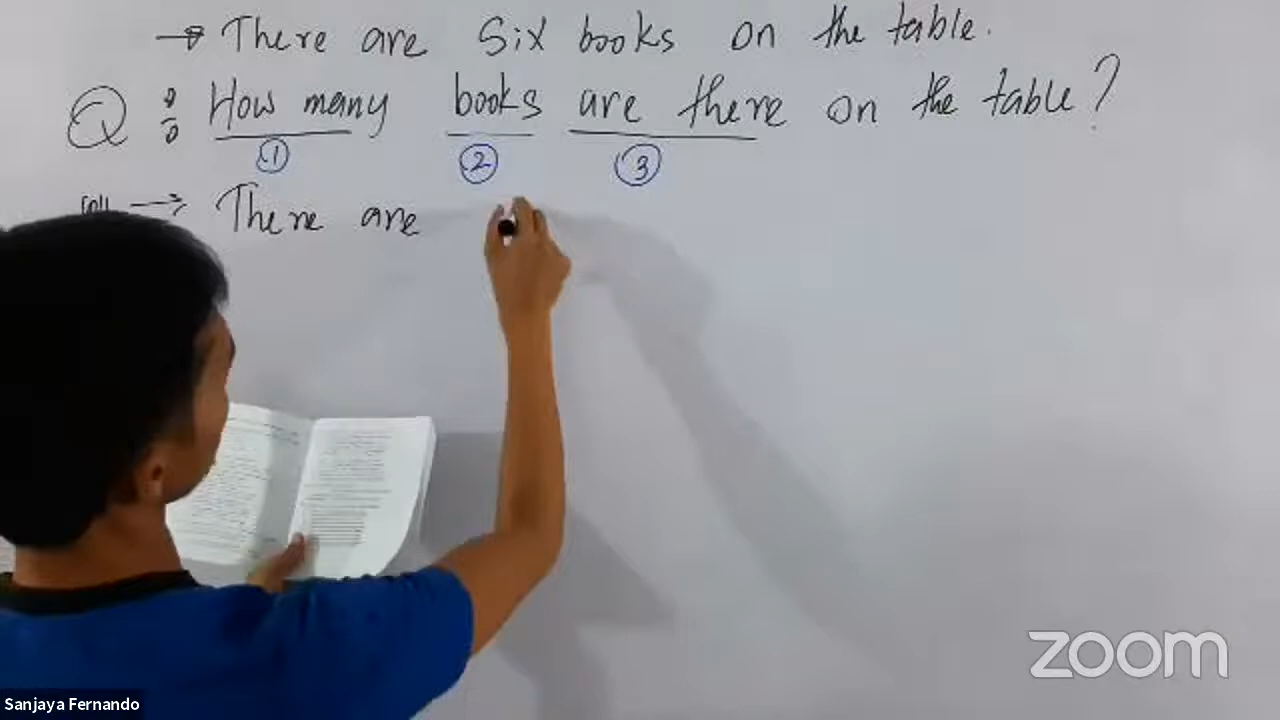 → There are Six books on the table.
Q : How many books are there on the table?
① ② ③
→ There are
zoom
Sanjaya Fernando